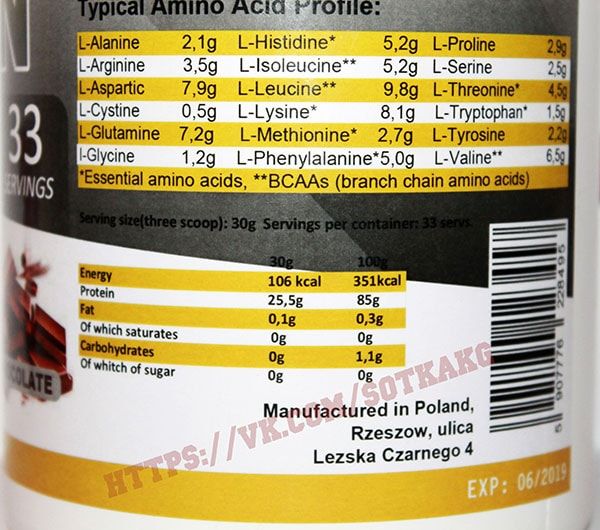 Typical Amino Acid Profile:
L-Alanine 2,1g L-Histidine* 5,2g L-Proline 2,9g
L-Arginine 3,5g L-Isoleucine** 5,2g L-Serine 2,5g
L-Aspartic 7,9g L-Leucine** 9,8g L-Threonine* 4,5g
L-Cystine 0,5g L-Lysine* 8,1g L-Tryptophan* 1,5g
L-Glutamine 7,2g L-Methionine* 2,7g L-Tyrosine 2,2g
l-Glycine 1,2g L-Phenylalanine* 5,0g L-Valine** 6,5g
*Essential amino acids, **BCAAs (branch chain amino acids)
33
SERVINGS
Serving size(three scoop): 30g Servings per container: 33 servs.
30g 100g
Energy 106 kcal 351kcal
Protein 25,5g 85g
Fat 0,1g 0,3g
Of which saturates 0g 0g
Carbohydrates 0g 1,1g
Of whitch of sugar 0g 0g
Manufactured in Poland,
Rzeszow, ulica
Lezska Czarnego 4
5 907776 228495
EXP: 06/2019
HTTPS://VK.COM/SOTKAKG